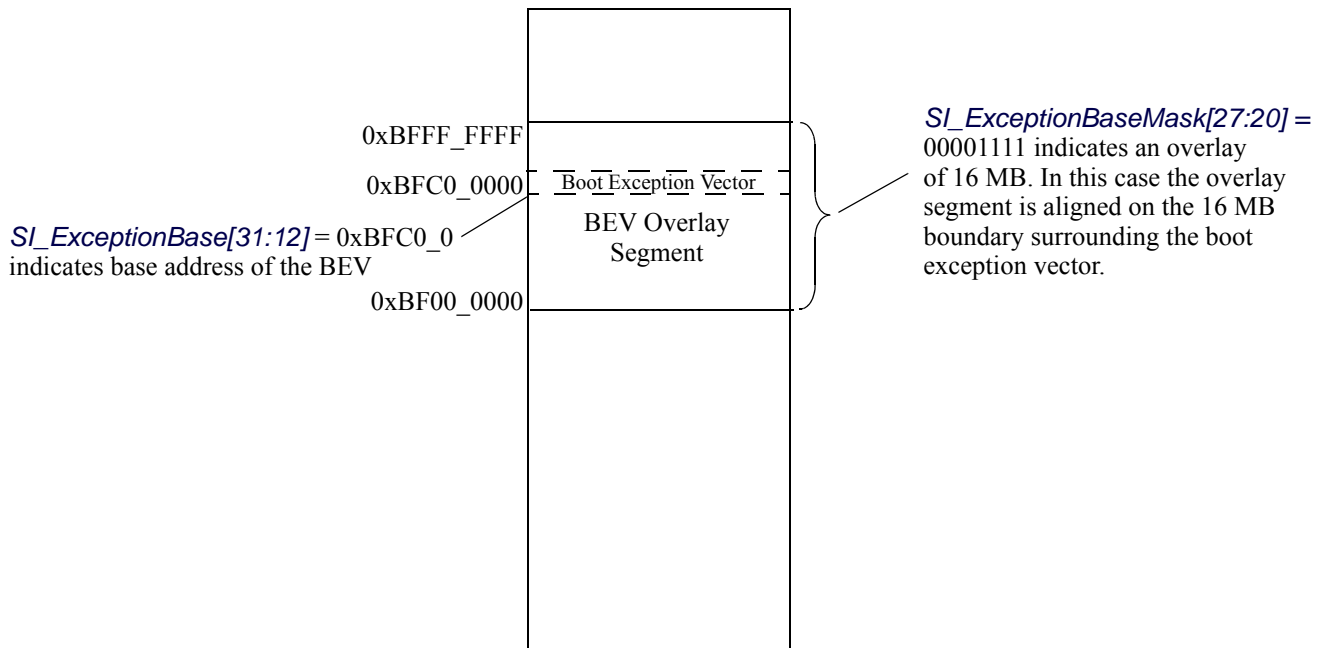 0xBFFF_FFFF
0xBFC0_0000
Boot Exception Vector
SI_ExceptionBase[31:12] = 0xBFC0_0
indicates base address of the BEV
BEV Overlay
Segment
0xBF00_0000
SI_ExceptionBaseMask[27:20] =
00001111 indicates an overlay
of 16 MB. In this case the overlay
segment is aligned on the 16 MB
boundary surrounding the boot
exception vector.